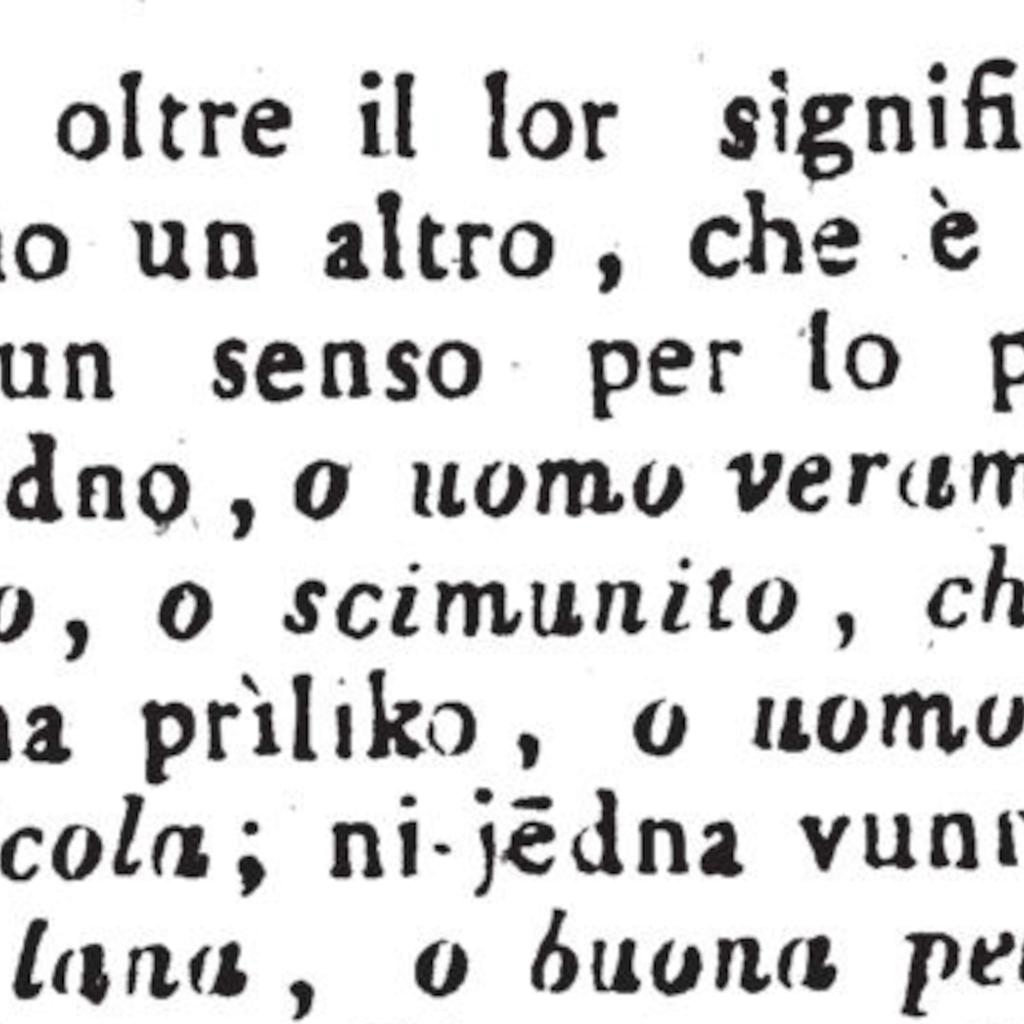 oltre il lor signifi
no un altro, che è
un senso per lo p
dno, o uomo veram
o, o scimunito, ch
na prìliko, o uomo
cola; ni-jēdna vun
lana, o buona pe